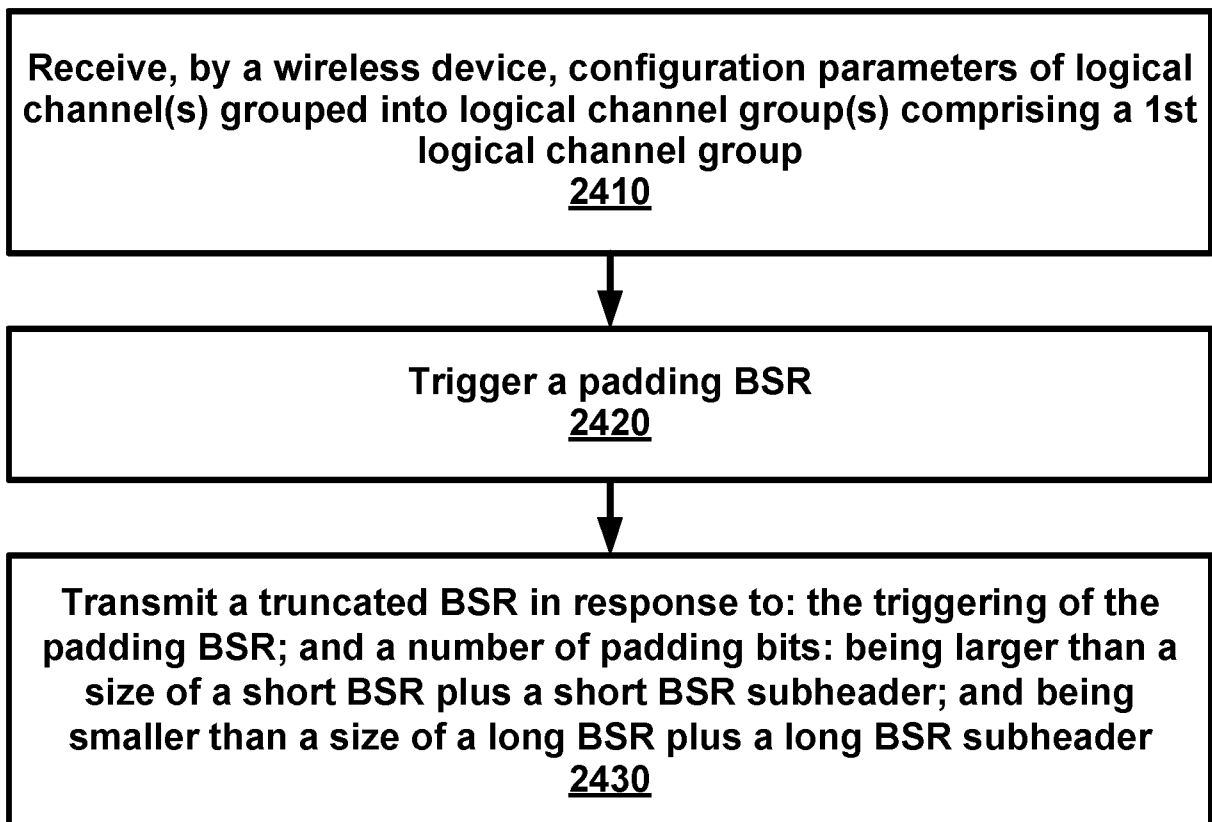 Receive, by a wireless device, configuration parameters of logical
channel(s) grouped into logical channel group(s) comprising a 1st
logical channel group
2410
Trigger a padding BSR
2420
Transmit a truncated BSR in response to: the triggering of the
padding BSR; and a number of padding bits: being larger than a
size of a short BSR plus a short BSR subheader; and being
smaller than a size of a long BSR plus a long BSR subheader
2430